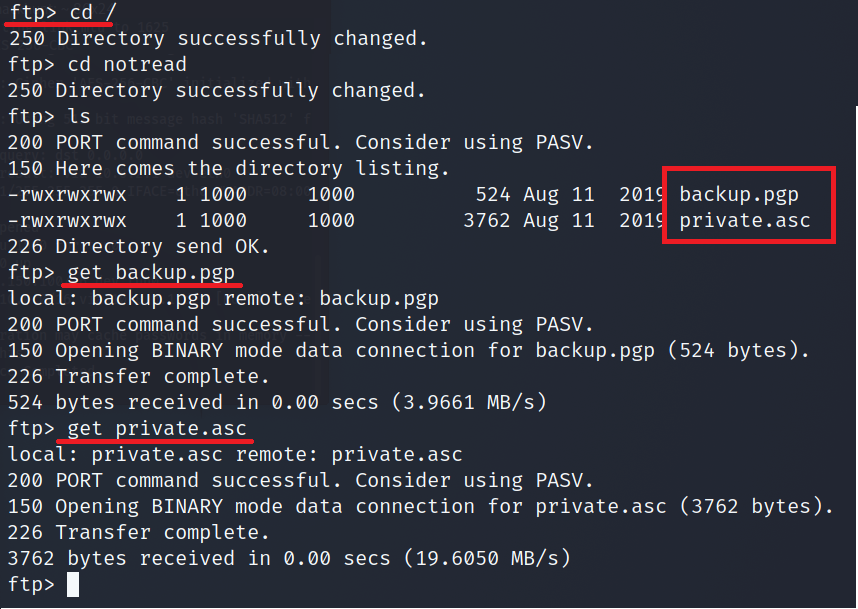 ftp> cd /
250 Directory successfully changed.
ftp> cd notread
250 Directory successfully changed.
ftp> ls
200 PORT command successful. Consider using PASV.
150 Here comes the directory listing.
-rwxrwxrwx 1 1000 1000 524 Aug 11 2019 backup.pgp
-rwxrwxrwx 1 1000 1000 3762 Aug 11 2019 private.asc
226 Directory send OK.
ftp> get backup.pgp
local: backup.pgp remote: backup.pgp
200 PORT command successful. Consider using PASV.
150 Opening BINARY mode data connection for backup.pgp (524 bytes).
226 Transfer complete.
524 bytes received in 0.00 secs (3.9661 MB/s)
ftp> get private.asc
local: private.asc remote: private.asc
200 PORT command successful. Consider using PASV.
150 Opening BINARY mode data connection for private.asc (3762 bytes).
226 Transfer complete.
3762 bytes received in 0.00 secs (19.6050 MB/s)
ftp>